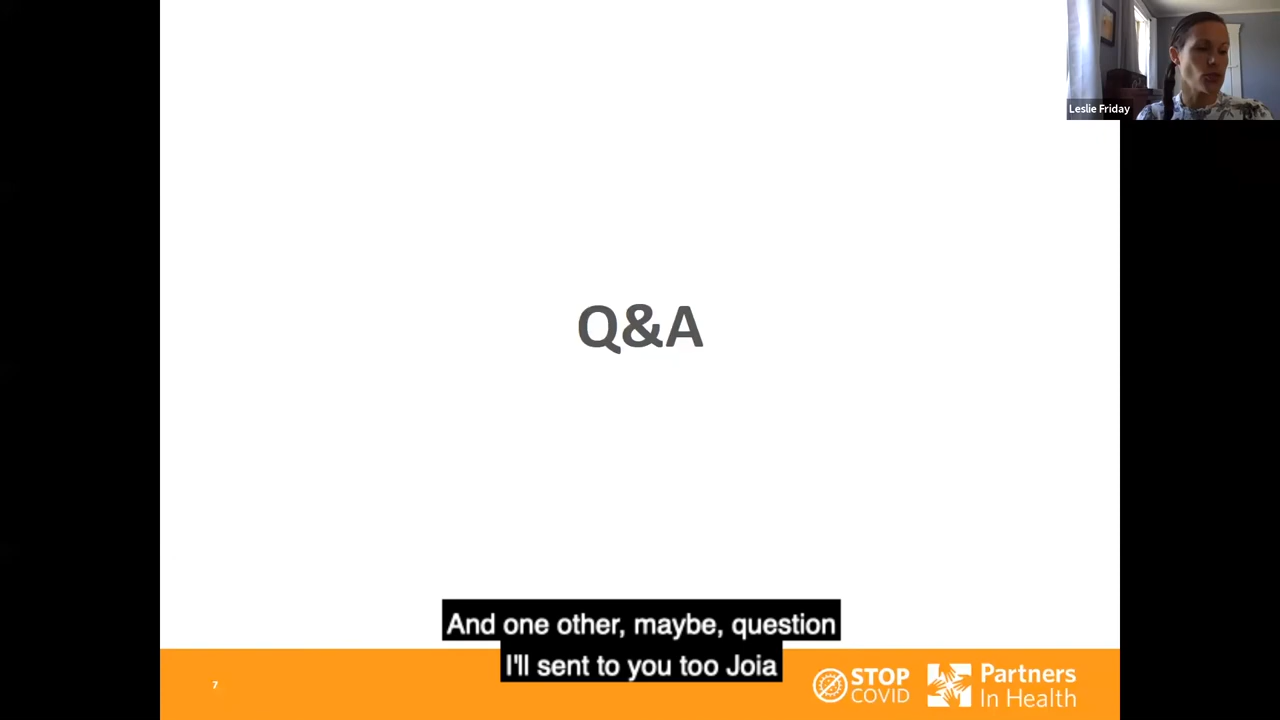 Leslie Friday
Q&A
And one other, maybe, question
I'll sent to you too Joia
7
STOP
COVID
Partners
In Health